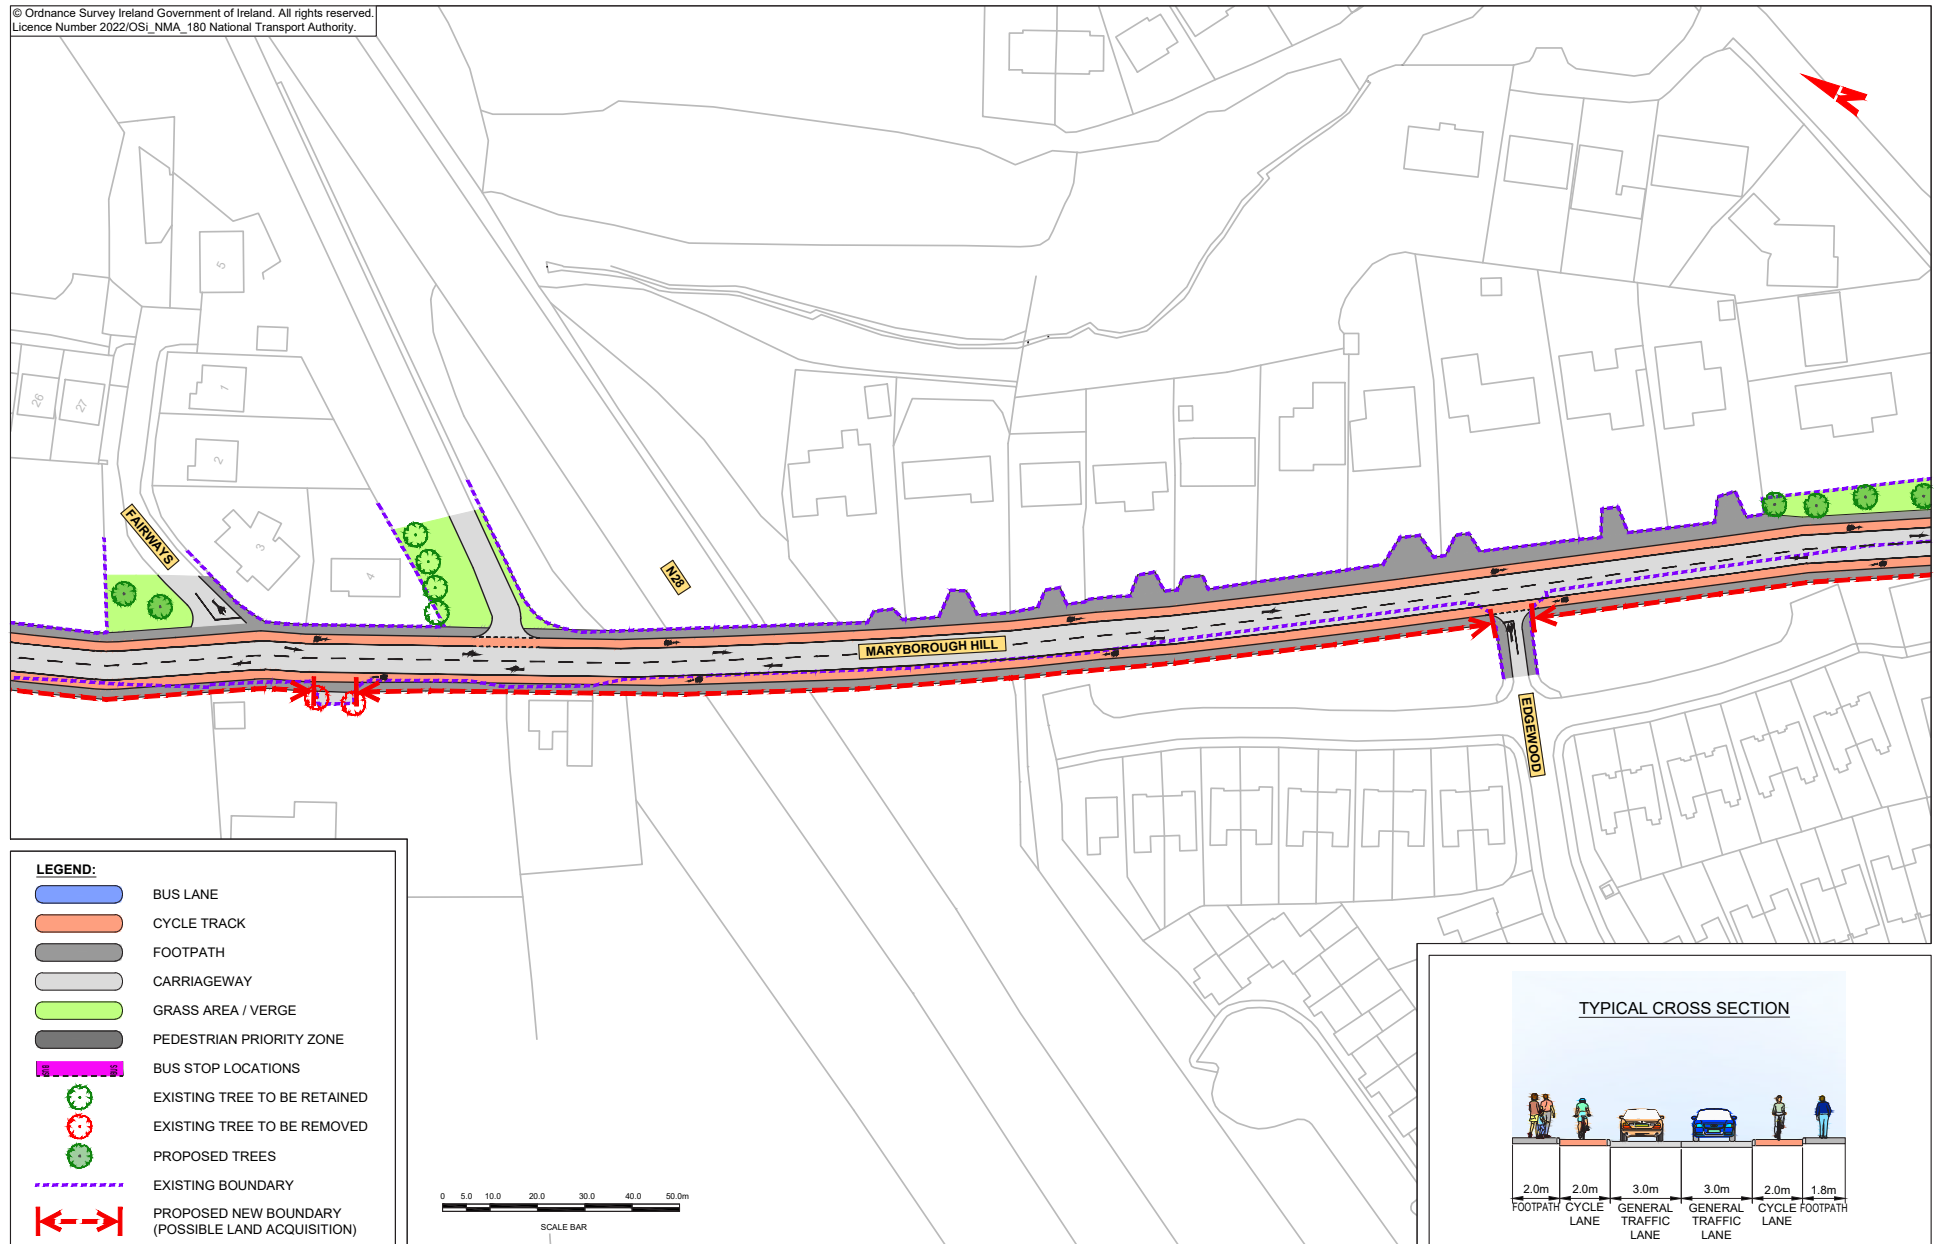 © Ordnance Survey Ireland Government of Ireland. All rights reserved.
Licence Number 2022/OSi_NMA_180 National Transport Authority.
5
1
26
27
2
FAIRWAYS
3
4
N28
MARYBOROUGH HILL
EDGEWOOD
LEGEND:
BUS LANE
CYCLE TRACK
FOOTPATH
CARRIAGEWAY
GRASS AREA / VERGE
PEDESTRIAN PRIORITY ZONE
BUS STOP LOCATIONS
EXISTING TREE TO BE RETAINED
EXISTING TREE TO BE REMOVED
PROPOSED TREES
EXISTING BOUNDARY
PROPOSED NEW BOUNDARY
(POSSIBLE LAND ACQUISITION)
0 5.0 10.0 20.0 30.0 40.0 50.0m
SCALE BAR
TYPICAL CROSS SECTION
2.0m 2.0m 3.0m 3.0m 2.0m 1.8m
FOOTPATH CYCLE GENERAL GENERAL CYCLE FOOTPATH
LANE TRAFFIC TRAFFIC LANE
LANE LANE